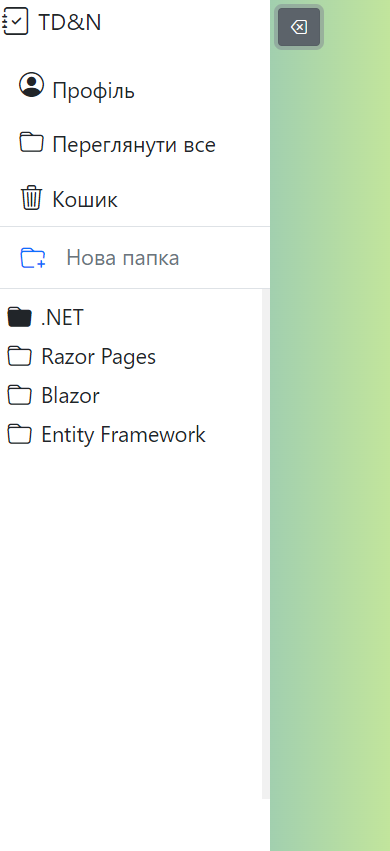 TD&N
Профіль
Переглянути все
Кошик
Нова папка
.NET
Razor Pages
Blazor
Entity Framework